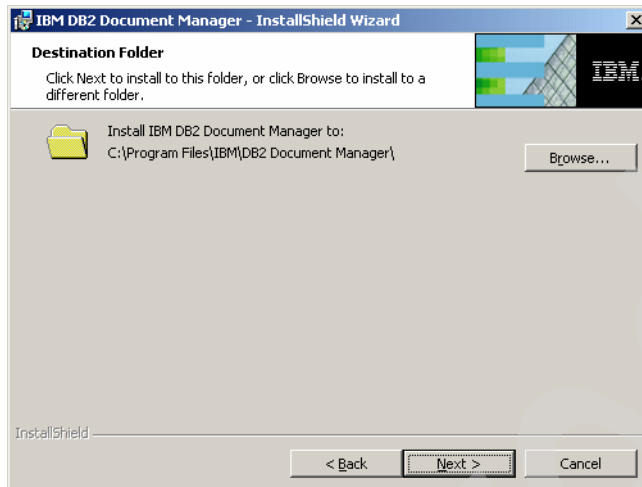 IBM DB2 Document Manager - InstallShield Wizard
Destination Folder
Click Next to install to this folder, or click Browse to install to a
different folder.
IBM
Install IBM DB2 Document Manager to:
C:\Program Files\IBM\DB2 Document Manager\
Browse...
InstallShield
< Back
Next >
Cancel